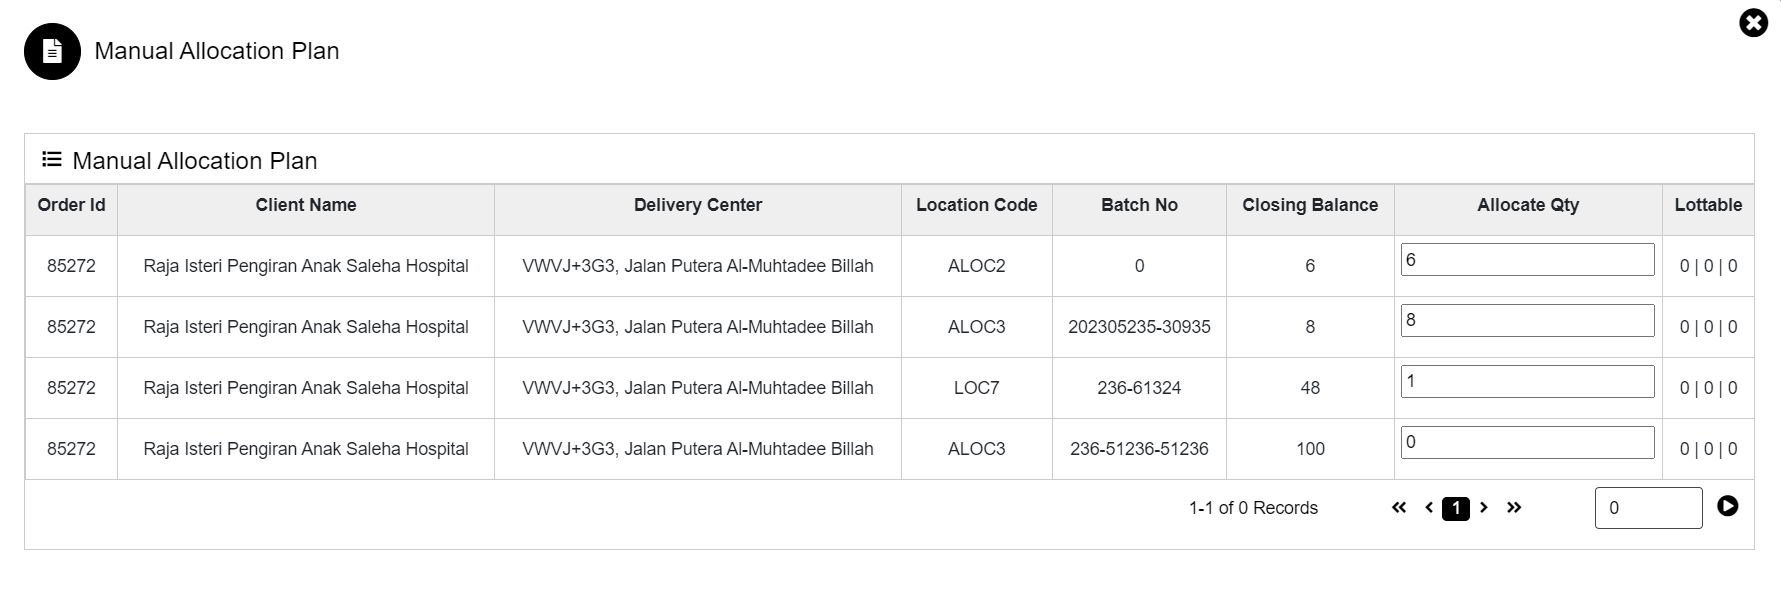 Manual Allocation Plan
Manual Allocation Plan
Order Id Client Name Delivery Center Location Code Batch No Closing Balance Allocate Qty Lottable
85272 Raja Isteri Pengiran Anak Saleha Hospital VWVJ+3G3, Jalan Putera Al-Muhtadee Billah ALOC2 0 6 6 0 | 0 | 0
85272 Raja Isteri Pengiran Anak Saleha Hospital VWVJ+3G3, Jalan Putera Al-Muhtadee Billah ALOC3 202305235-30935 8 8 0 | 0 | 0
85272 Raja Isteri Pengiran Anak Saleha Hospital VWVJ+3G3, Jalan Putera Al-Muhtadee Billah LOC7 236-61324 48 1 0 | 0 | 0
85272 Raja Isteri Pengiran Anak Saleha Hospital VWVJ+3G3, Jalan Putera Al-Muhtadee Billah ALOC3 236-51236-51236 100 0 0 | 0 | 0
1-1 of 0 Records « ‹ 1 › » 0